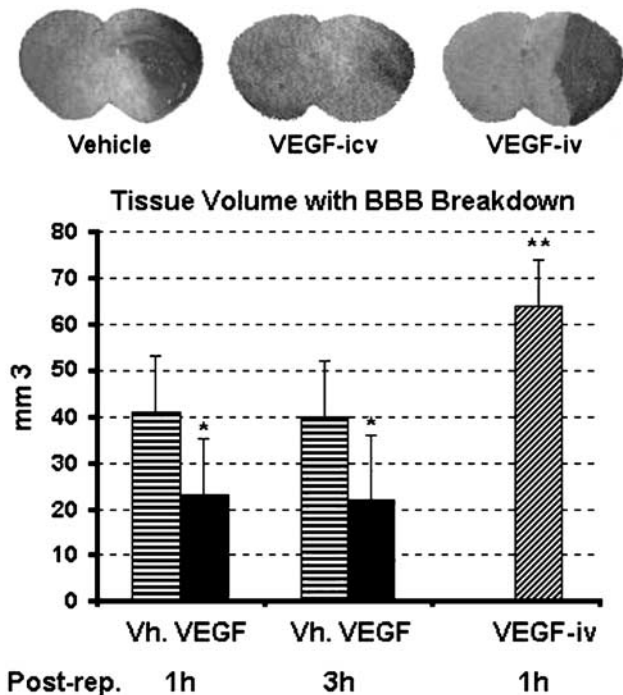 Vehicle VEGF-icv VEGF-iv
Tissue Volume with BBB Breakdown
80
70
60
50
40
30
20
10
0
mm 3
* * **
Vh. VEGF Vh. VEGF VEGF-iv
Post-rep. 1h 3h 1h